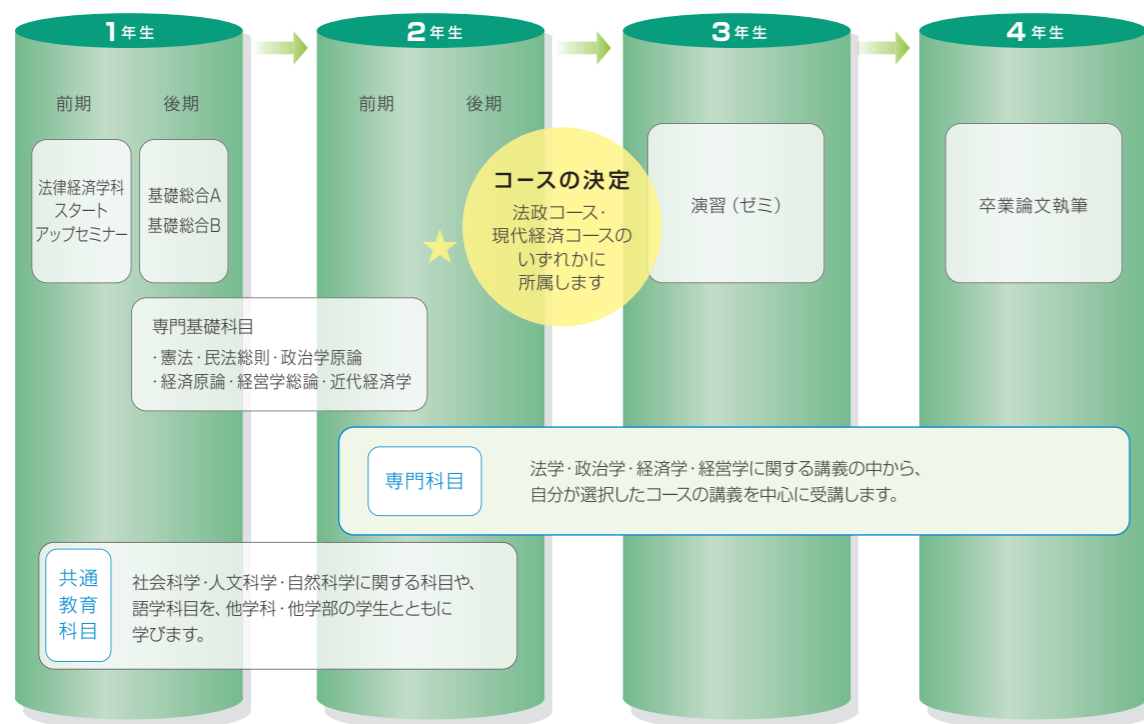 1年生
2年生
3年生
4年生
前期
後期
前期
後期
法律経済学科
スタート
アップセミナー
基礎総合A
基礎総合B
コースの決定
法政コース・
現代経済コースの
いずれかに
所属します
演習（ゼミ）
卒業論文執筆
専門基礎科目
・憲法・民法総則・政治学原論
・経済原論・経営学総論・近代経済学
専門科目
法学・政治学・経済学・経営学に関する講義の中から、
自分が選択したコースの講義を中心に受講します。
共通
教育
科目
社会科学・人文科学・自然科学に関する科目や、
語学科目を、他学科・他学部の学生とともに
学びます。